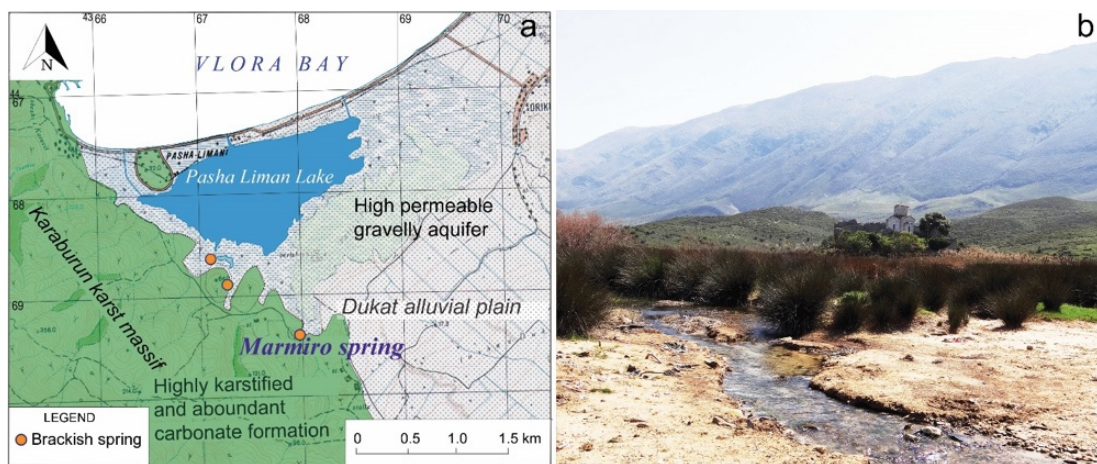 a
43 66
67
68
69
70
N
VLORA BAY
44
67
PASHA-LIMANI
Pasha Liman Lake
68
High permeable
gravelly aquifer
Karaburun karst massif
69
Dukat alluvial plain
Marmiro spring
Highly karstified
and aboundant
carbonate formation
LEGEND
Brackish spring
0 0.5 1.0 1.5 km
b